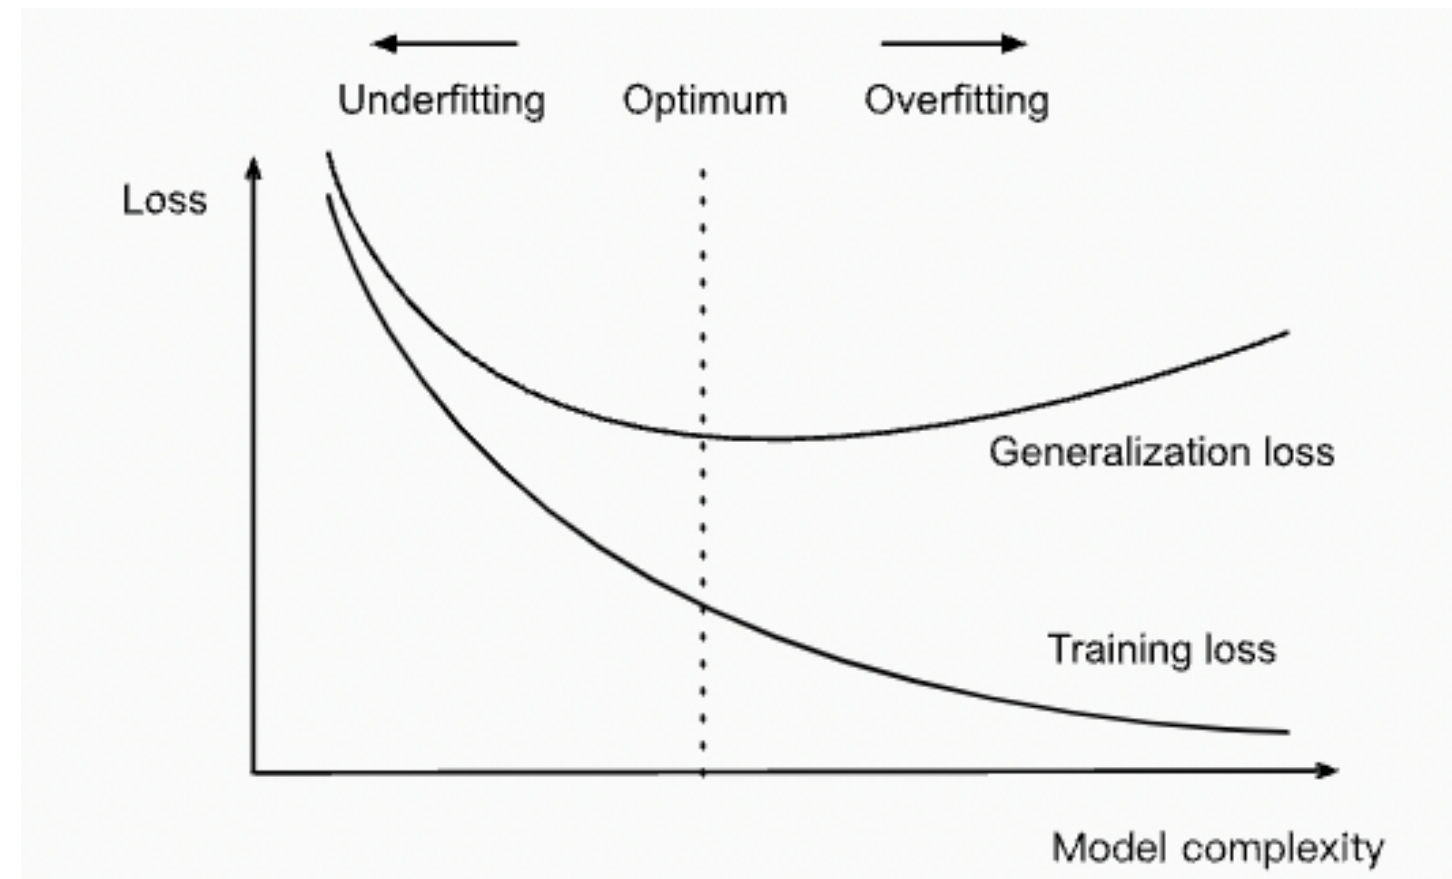 Underfitting Optimum Overfitting
Loss
Generalization loss
Training loss
Model complexity